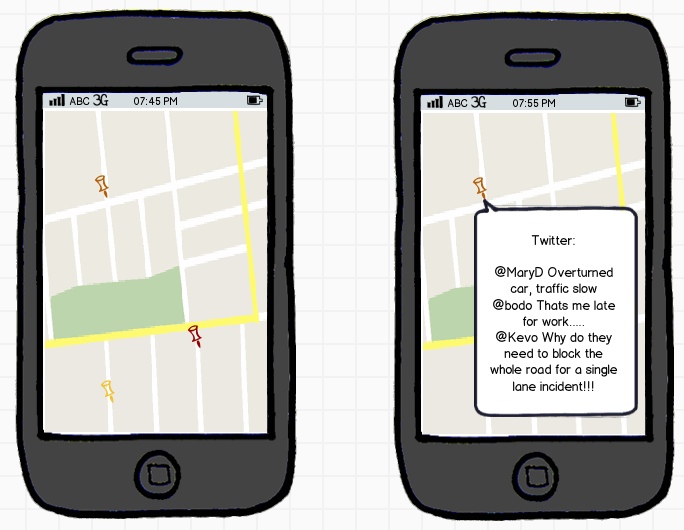 ABC 3G 07:45 PM
ABC 3G 07:55 PM
Twitter:
@MaryD Overturned
car, traffic slow
@bodo Thats me late
for work.....
@Kevo Why do they
need to block the
whole road for a single
lane incident!!!